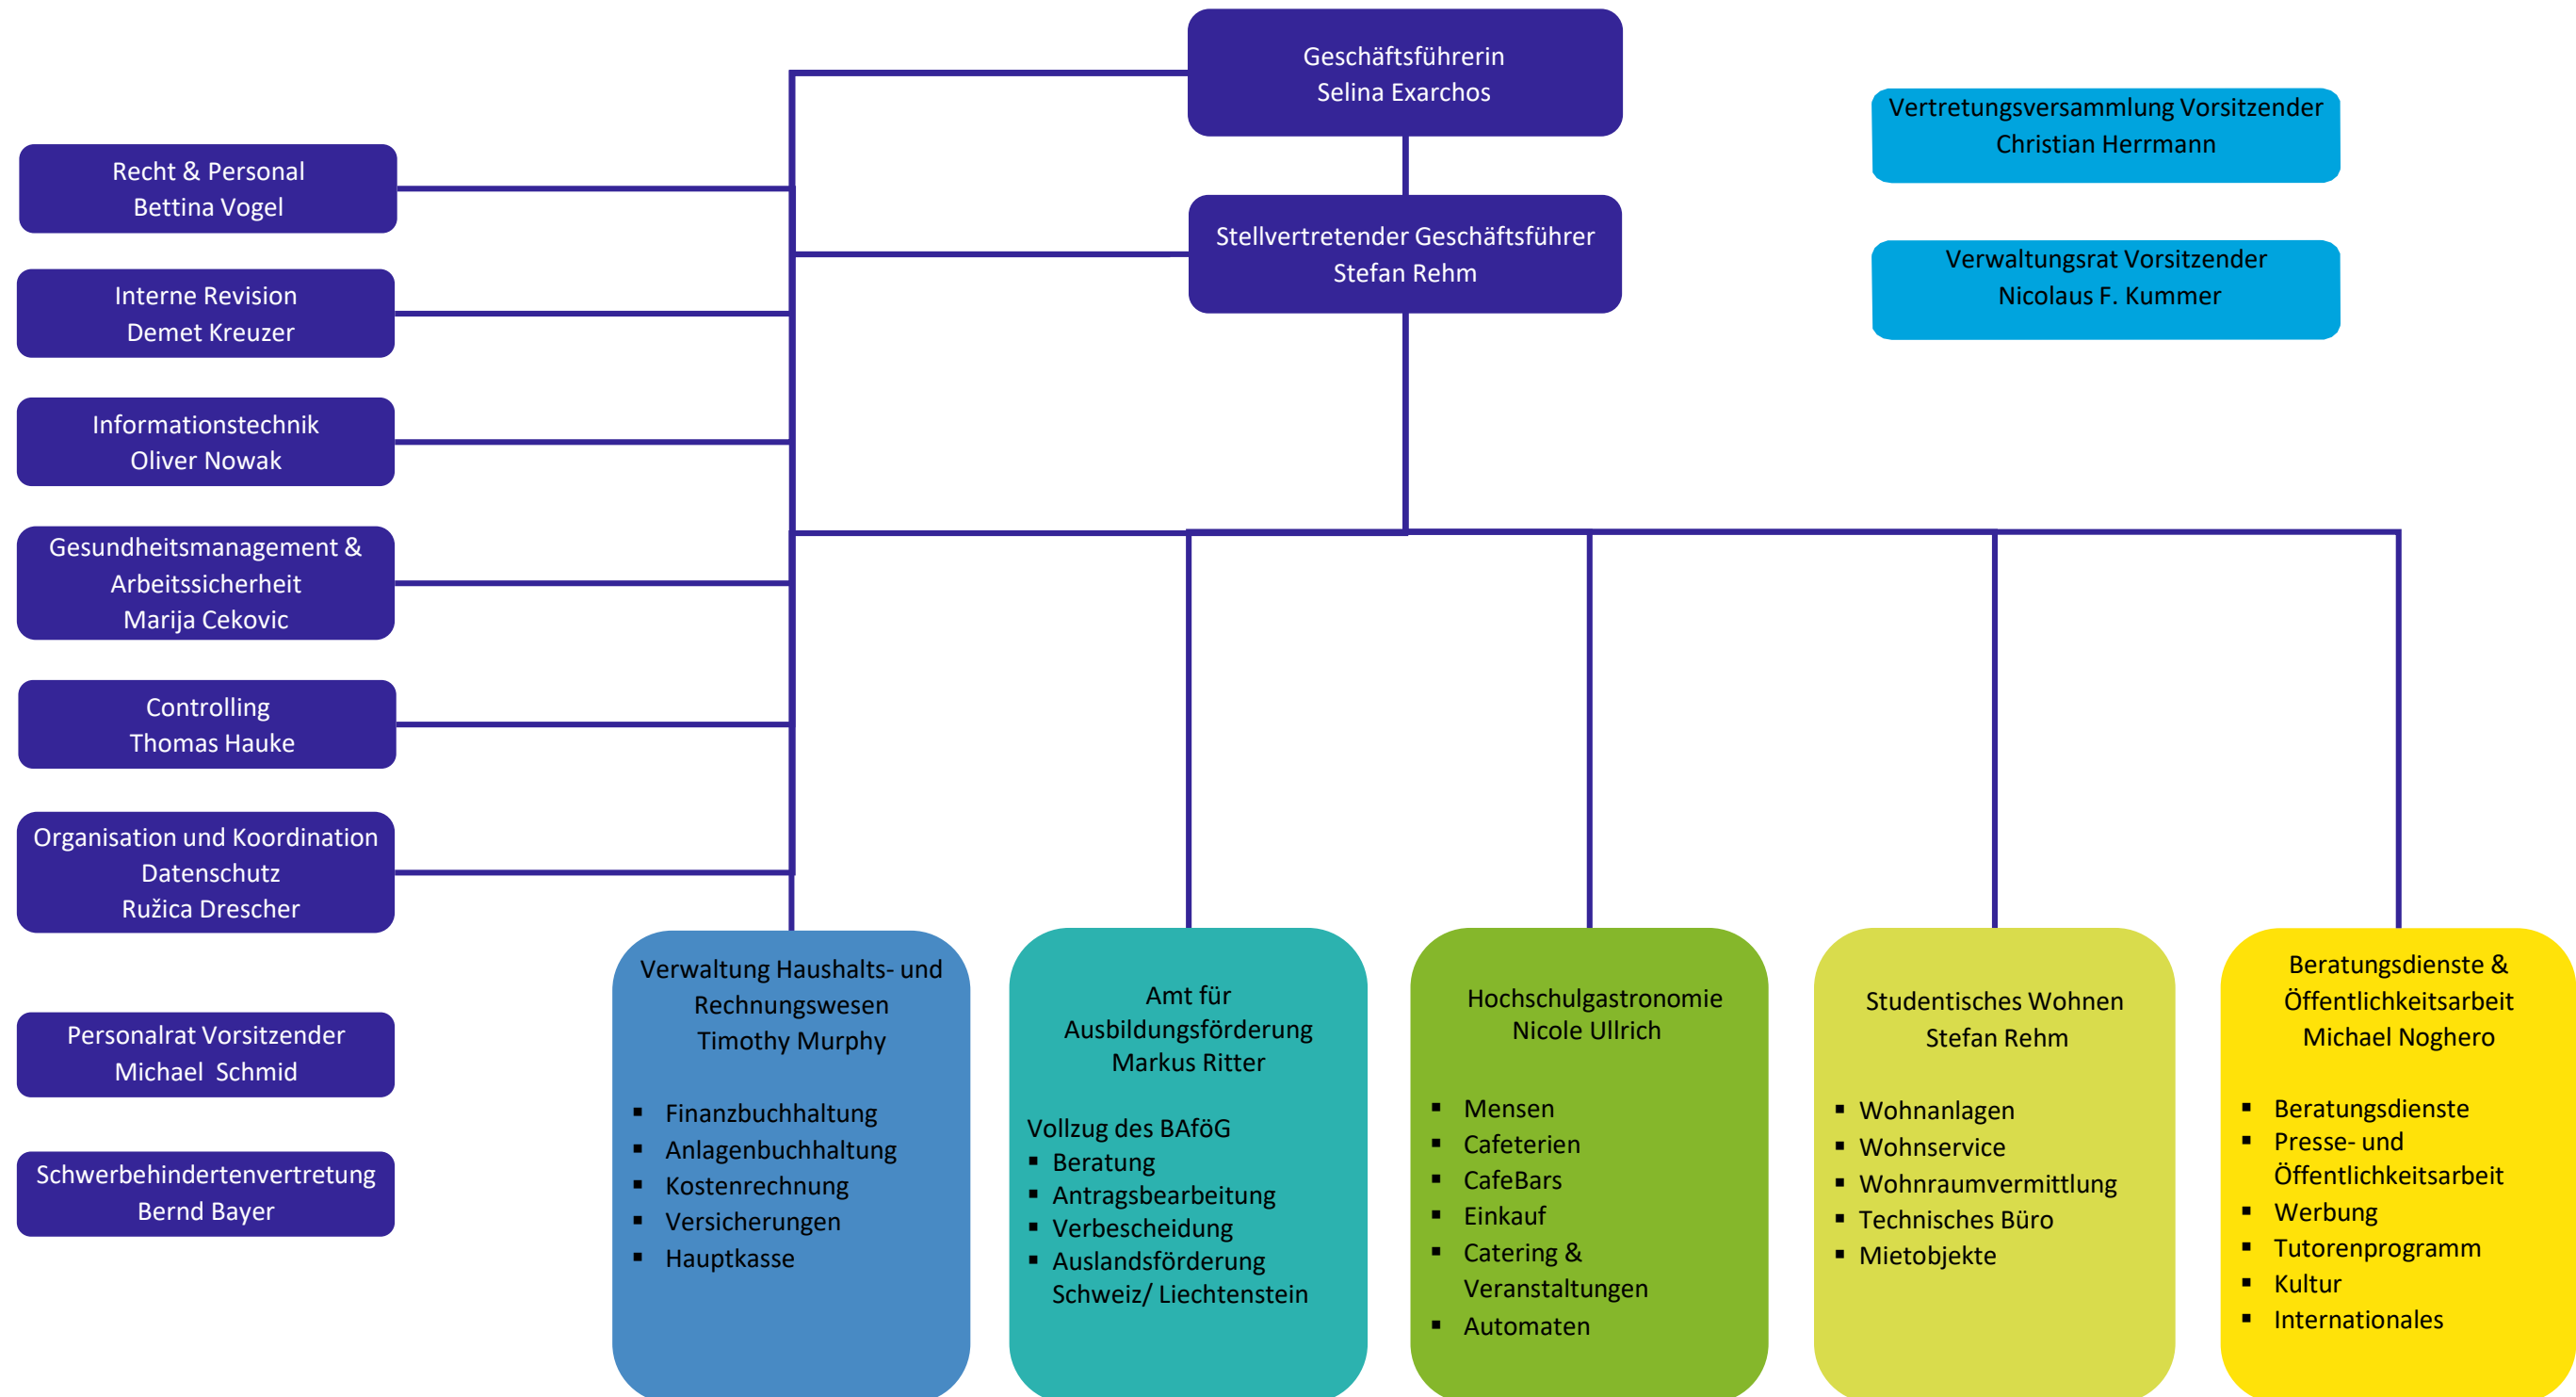 Geschäftsführerin
Selina Exarchos
Stellvertretender Geschäftsführer
Stefan Rehm
Vertretungsversammlung Vorsitzender
Christian Herrmann
Verwaltungsrat Vorsitzender
Nicolaus F. Kummer
Recht & Personal
Bettina Vogel
Interne Revision
Demet Kreuzer
Informationstechnik
Oliver Nowak
Gesundheitsmanagement &
Arbeitssicherheit
Marija Cekovic
Controlling
Thomas Hauke
Organisation und Koordination
Datenschutz
Ružica Drescher
Personalrat Vorsitzender
Michael Schmid
Schwerbehindertenvertretung
Bernd Bayer
Verwaltung Haushalts- und
Rechnungswesen
Timothy Murphy
▪ Finanzbuchhaltung
▪ Anlagenbuchhaltung
▪ Kostenrechnung
▪ Versicherungen
▪ Hauptkasse
Amt für
Ausbildungsförderung
Markus Ritter
Vollzug des BAföG
▪ Beratung
▪ Antragsbearbeitung
▪ Verbescheidung
▪ Auslandsförderung
Schweiz/ Liechtenstein
Hochschulgastronomie
Nicole Ullrich
▪ Mensen
▪ Cafeterien
▪ CafeBars
▪ Einkauf
▪ Catering &
Veranstaltungen
▪ Automaten
Studentisches Wohnen
Stefan Rehm
▪ Wohnanlagen
▪ Wohnservice
▪ Wohnraumvermittlung
▪ Technisches Büro
▪ Mietobjekte
Beratungsdienste &
Öffentlichkeitsarbeit
Michael Noghero
▪ Beratungsdienste
▪ Presse- und
Öffentlichkeitsarbeit
▪ Werbung
▪ Tutorenprogramm
▪ Kultur
▪ Internationales